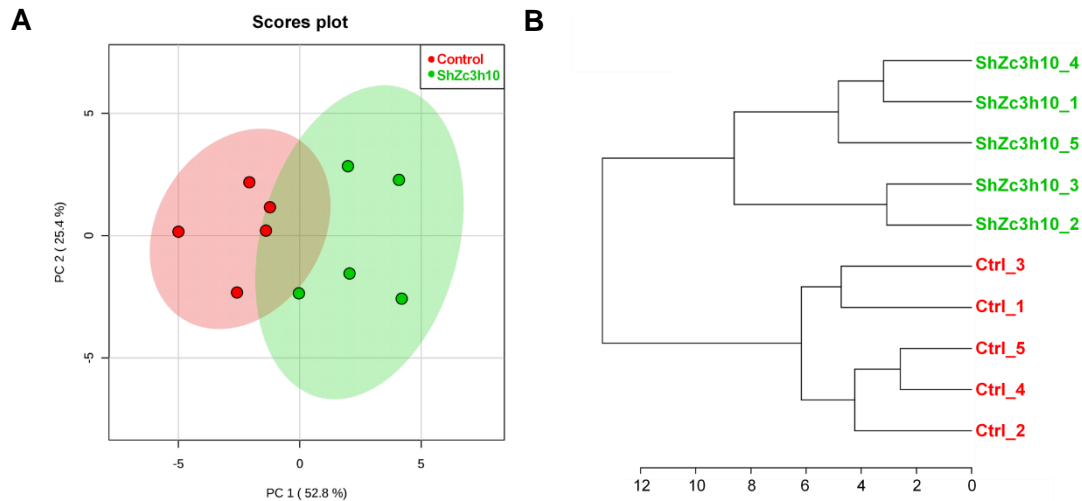 A
Scores plot
Control
ShZc3h10
5
0
-5
PC 2 ( 25.4 %)
-5 0 5
PC 1 ( 52.8 %)
B
ShZc3h10_4
ShZc3h10_1
ShZc3h10_5
ShZc3h10_3
ShZc3h10_2
Ctrl_3
Ctrl_1
Ctrl_5
Ctrl_4
Ctrl_2
12 10 8 6 4 2 0